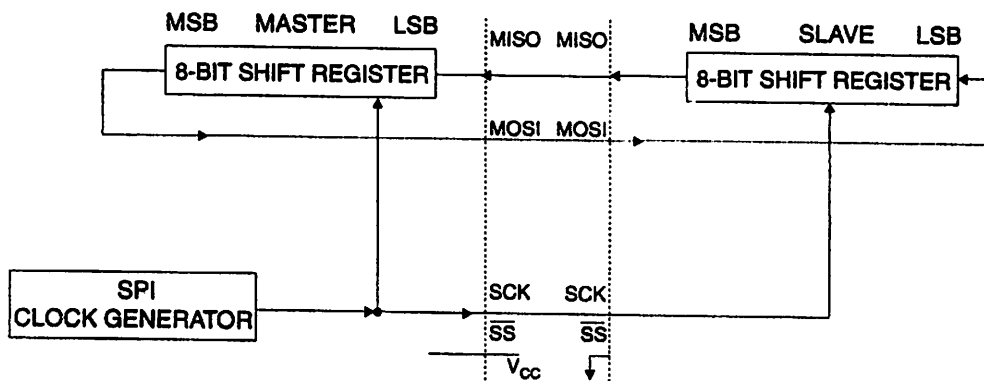 MSB MASTER LSB
8-BIT SHIFT REGISTER
MISO MISO
MSB SLAVE LSB
8-BIT SHIFT REGISTER
MOSI MOSI
SPI
CLOCK GENERATOR
SCK SCK
SS SS
VCC